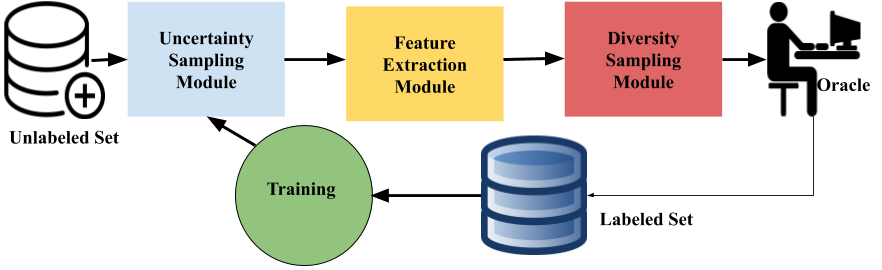 Uncertainty
Sampling
Module
Feature
Extraction
Module
Diversity
Sampling
Module
Oracle
Unlabeled Set
Training
Labeled Set